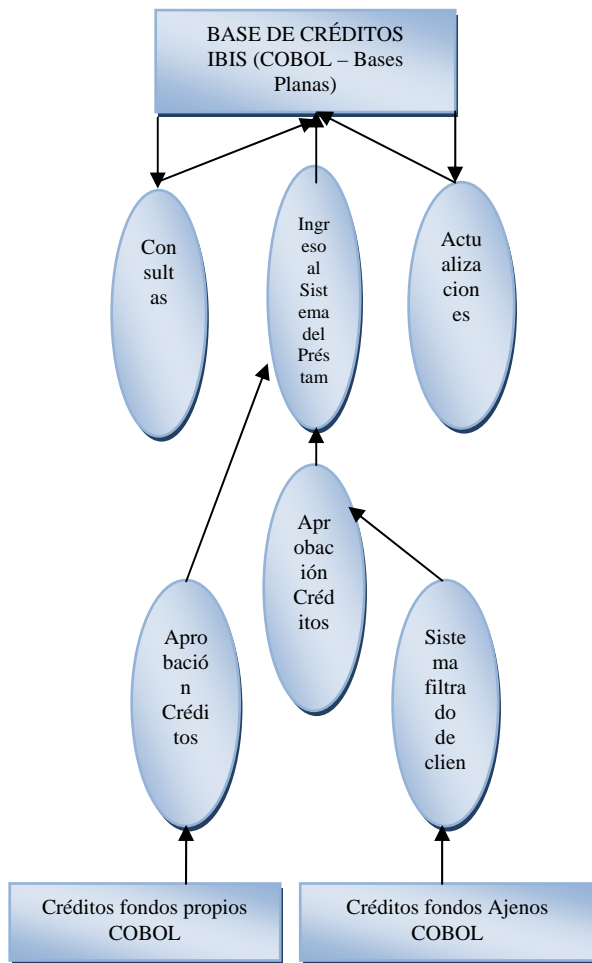 BASE DE CRÉDITOS
IBIS (COBOL – Bases
Planas)
Con
sult
as
Ingr
eso
al
Sist
ema
del
Prés
tam
Actu
aliza
cion
es
Apr
obac
ión
Créd
itos
Apro
bació
n
Crédi
tos
Siste
ma
filtra
do
de
clien
Créditos fondos propios
COBOL
Créditos fondos Ajenos
COBOL